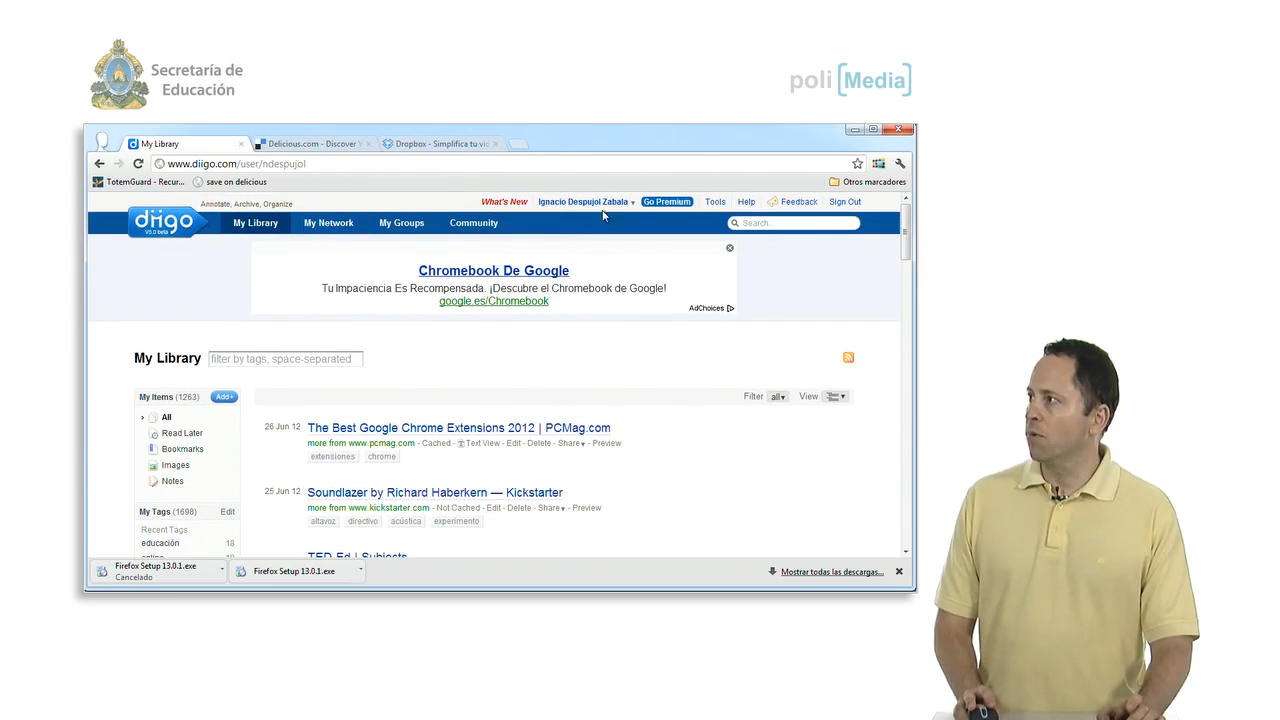 Secretaría de
Educación
poli [Media]
My Library
Delicious.com - Discover Y
Dropbox - Simplifica tu vid
www.diigo.com/user/ndespujol
TotemGuard - Recur...
save on delicious
Otros marcadores
Annotate, Archive, Organize
What's New
Ignacio Despujol Zabala
Go Premium
Tools
Help
Feedback
Sign Out
diigo
V5.0 beta
My Library
My Network
My Groups
Community
Search...
Chromebook De Google
Tu Impaciencia Es Recompensada. ¡Descubre el Chromebook de Google!
google.es/Chromebook
AdChoices
My Library
filter by tags, space-separated
My Items (1263)
Add+
Filter all
View
All
Read Later
Bookmarks
Images
Notes
26 Jun 12
The Best Google Chrome Extensions 2012 | PCMag.com
more from www.pcmag.com - Cached - Text View - Edit - Delete - Share - Preview
extensiones
chrome
25 Jun 12
Soundlazer by Richard Haberkern — Kickstarter
more from www.kickstarter.com - Not Cached - Edit - Delete - Share - Preview
altavoz
directivo
acústica
experimento
My Tags (1698)
Edit
Recent Tags
educación 18
online 18
TED-Ed | Subjects
Firefox Setup 13.0.1.exe
Cancelado
Firefox Setup 13.0.1.exe
Mostrar todas las descargas...